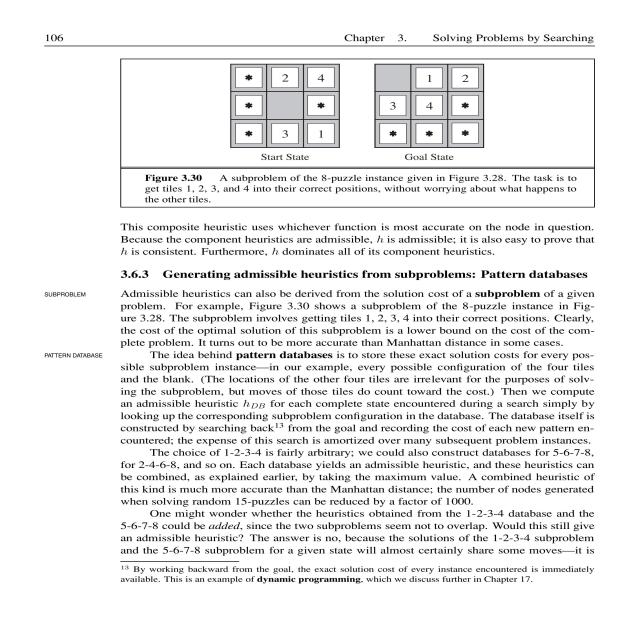 106 Chapter 3. Solving Problems by Searching
* 2 4 1 2
* * 3 4 *
* 3 1 * * *
Start State Goal State
Figure 3.30 A subproblem of the 8-puzzle instance given in Figure 3.28. The task is to
get tiles 1, 2, 3, and 4 into their correct positions, without worrying about what happens to
the other tiles.
This composite heuristic uses whichever function is most accurate on the node in question.
Because the component heuristics are admissible, h is admissible; it is also easy to prove that
h is consistent. Furthermore, h dominates all of its component heuristics.
3.6.3 Generating admissible heuristics from subproblems: Pattern databases
SUBPROBLEM Admissible heuristics can also be derived from the solution cost of a subproblem of a given
problem. For example, Figure 3.30 shows a subproblem of the 8-puzzle instance in Fig-
ure 3.28. The subproblem involves getting tiles 1, 2, 3, 4 into their correct positions. Clearly,
the cost of the optimal solution of this subproblem is a lower bound on the cost of the com-
plete problem. It turns out to be more accurate than Manhattan distance in some cases.
PATTERN DATABASE The idea behind pattern databases is to store these exact solution costs for every pos-
sible subproblem instance—in our example, every possible configuration of the four tiles
and the blank. (The locations of the other four tiles are irrelevant for the purposes of solv-
ing the subproblem, but moves of those tiles do count toward the cost.) Then we compute
an admissible heuristic hDB for each complete state encountered during a search simply by
looking up the corresponding subproblem configuration in the database. The database itself is
constructed by searching back13 from the goal and recording the cost of each new pattern en-
countered; the expense of this search is amortized over many subsequent problem instances.
The choice of 1-2-3-4 is fairly arbitrary; we could also construct databases for 5-6-7-8,
for 2-4-6-8, and so on. Each database yields an admissible heuristic, and these heuristics can
be combined, as explained earlier, by taking the maximum value. A combined heuristic of
this kind is much more accurate than the Manhattan distance; the number of nodes generated
when solving random 15-puzzles can be reduced by a factor of 1000.
One might wonder whether the heuristics obtained from the 1-2-3-4 database and the
5-6-7-8 could be added, since the two subproblems seem not to overlap. Would this still give
an admissible heuristic? The answer is no, because the solutions of the 1-2-3-4 subproblem
and the 5-6-7-8 subproblem for a given state will almost certainly share some moves—it is
13 By working backward from the goal, the exact solution cost of every instance encountered is immediately
available. This is an example of dynamic programming, which we discuss further in Chapter 17.